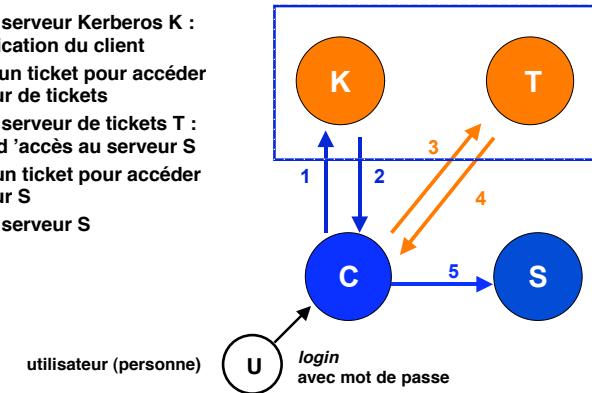 serveur Kerberos K :
ication du client
un ticket pour accéder
ur de tickets
serveur de tickets T :
d ’accès au serveur S
un ticket pour accéder
ur S
serveur S
K
T
1
2
3
4
C
5
S
utilisateur (personne)
U
login
avec mot de passe